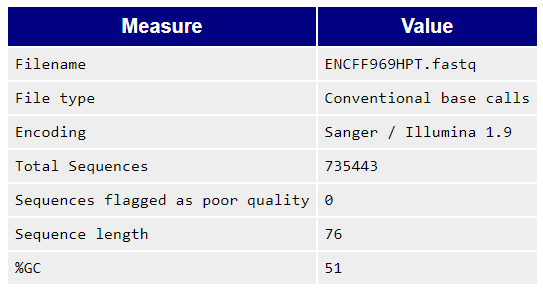 Measure Value
Filename ENCFF969HPT.fastq
File type Conventional base calls
Encoding Sanger / Illumina 1.9
Total Sequences 735443
Sequences flagged as poor quality 0
Sequence length 76
%GC 51